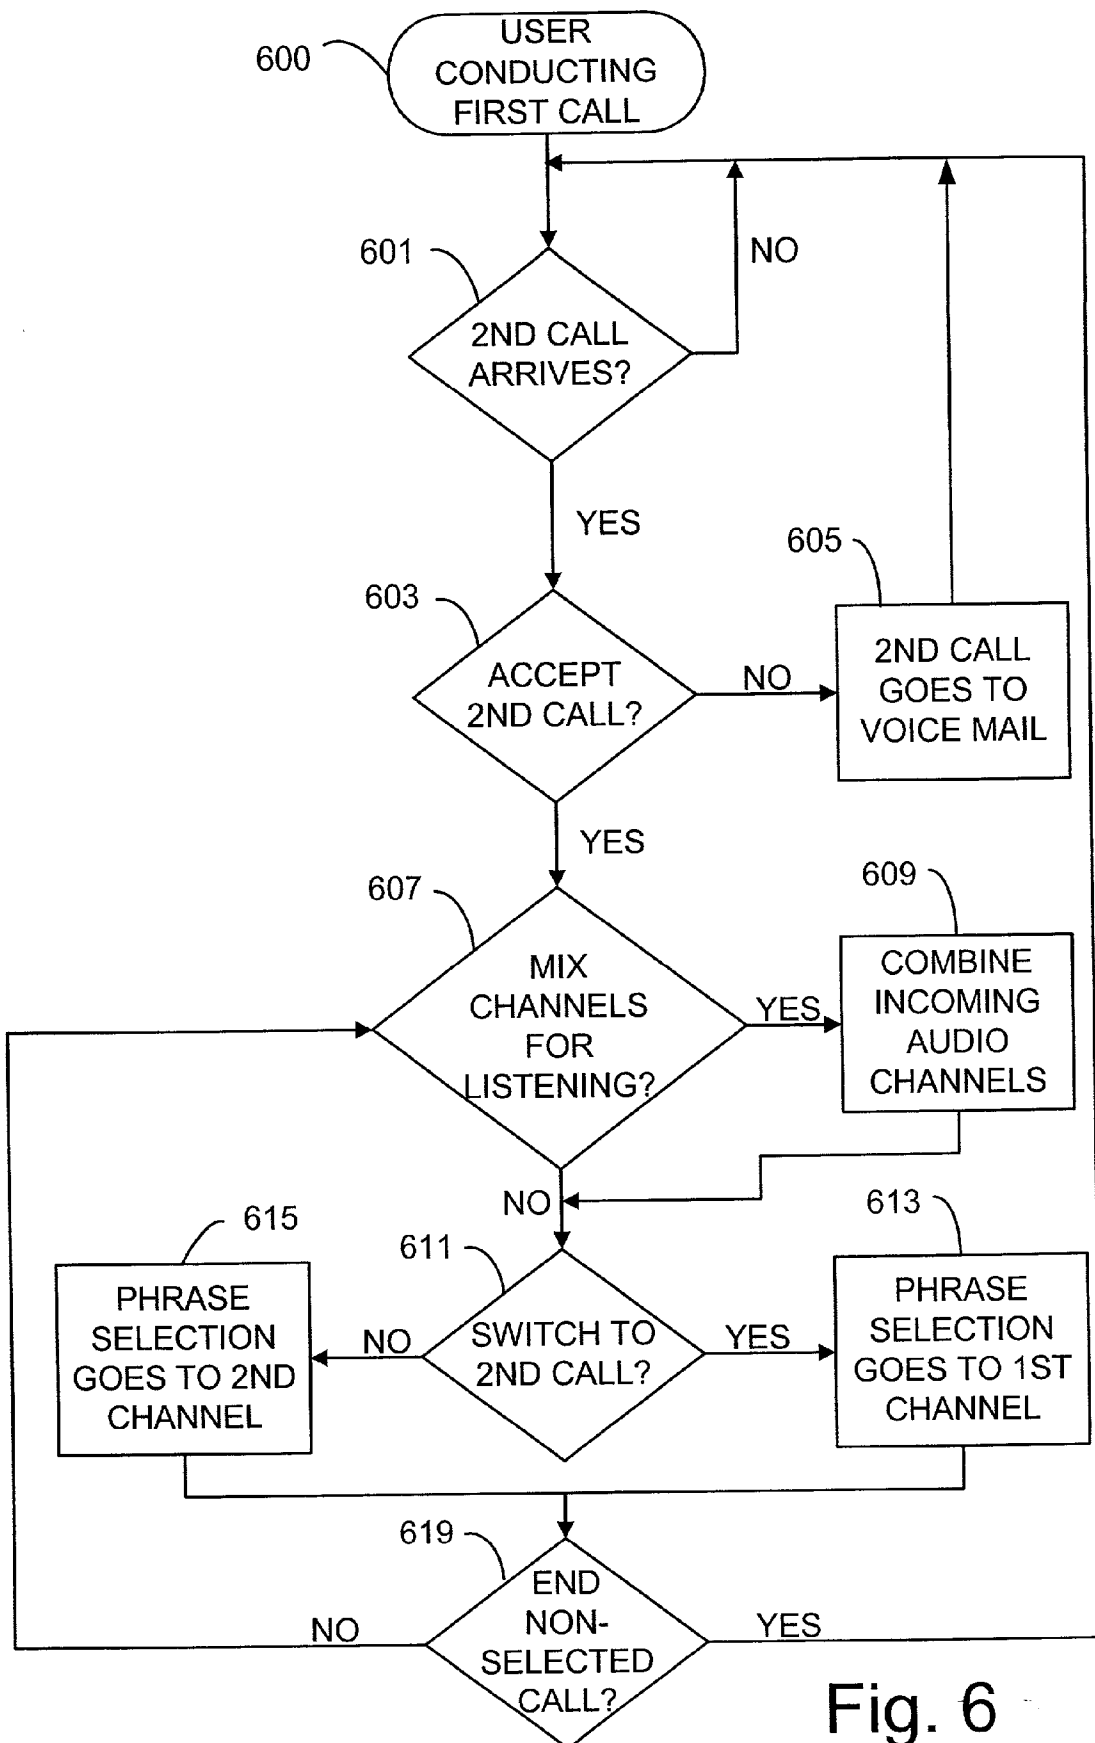 600
USER
CONDUCTING
FIRST CALL
601
NO
2ND CALL
ARRIVES?
YES
605
603
2ND CALL
GOES TO
VOICE MAIL
ACCEPT
2ND CALL?
NO
YES
609
607
MIX
CHANNELS
FOR
LISTENING?
YES
COMBINE
INCOMING
AUDIO
CHANNELS
NO
613
615
611
PHRASE
SELECTION
GOES TO 2ND
CHANNEL
NO
SWITCH TO
2ND CALL?
YES
PHRASE
SELECTION
GOES TO 1ST
CHANNEL
619
END
NON-
SELECTED
CALL?
NO
YES
Fig. 6